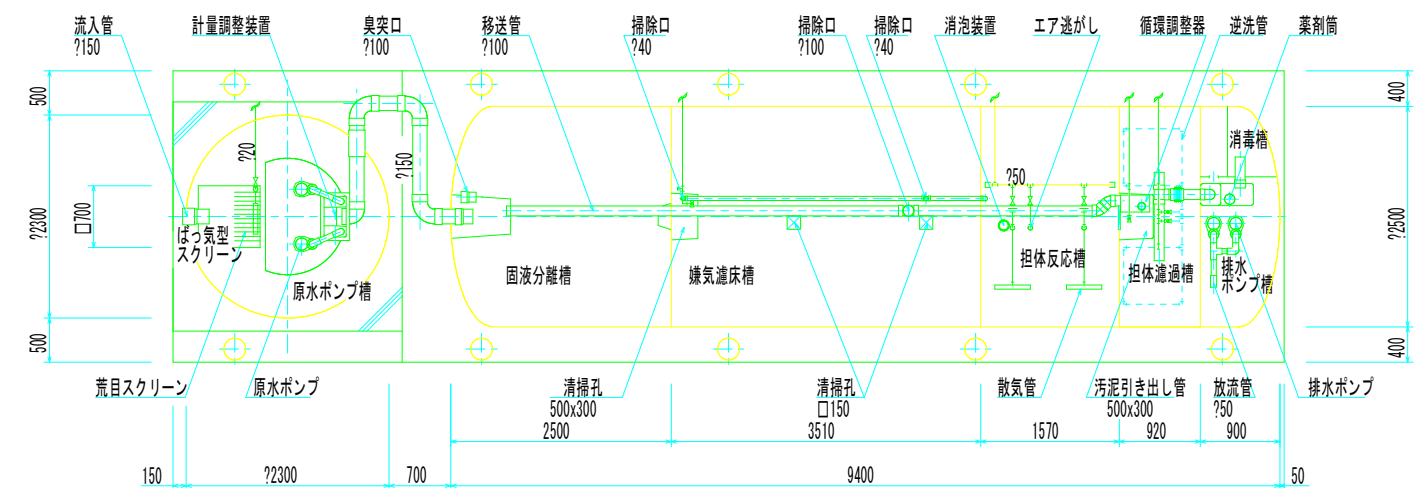 流入管
?150
計量調整装置
臭突口
?100
移送管
?100
掃除口
?40
掃除口
?100
掃除口
?40
消泡装置
エア逃がし
循環調整器
逆洗管
薬剤筒
500
?2300
500
□700
?20
?150
?50
400
?2500
400
消毒槽
ばっ気型
スクリーン
原水ポンプ槽
固液分離槽
嫌気濾床槽
担体反応槽
担体濾過槽
排水
ポンプ槽
荒目スクリーン
原水ポンプ
清掃孔
500x300
清掃孔
□150
散気管
汚泥引き出し管
500x300
放流管
?50
排水ポンプ
2500
3510
1570
920
900
150
?2300
700
9400
50